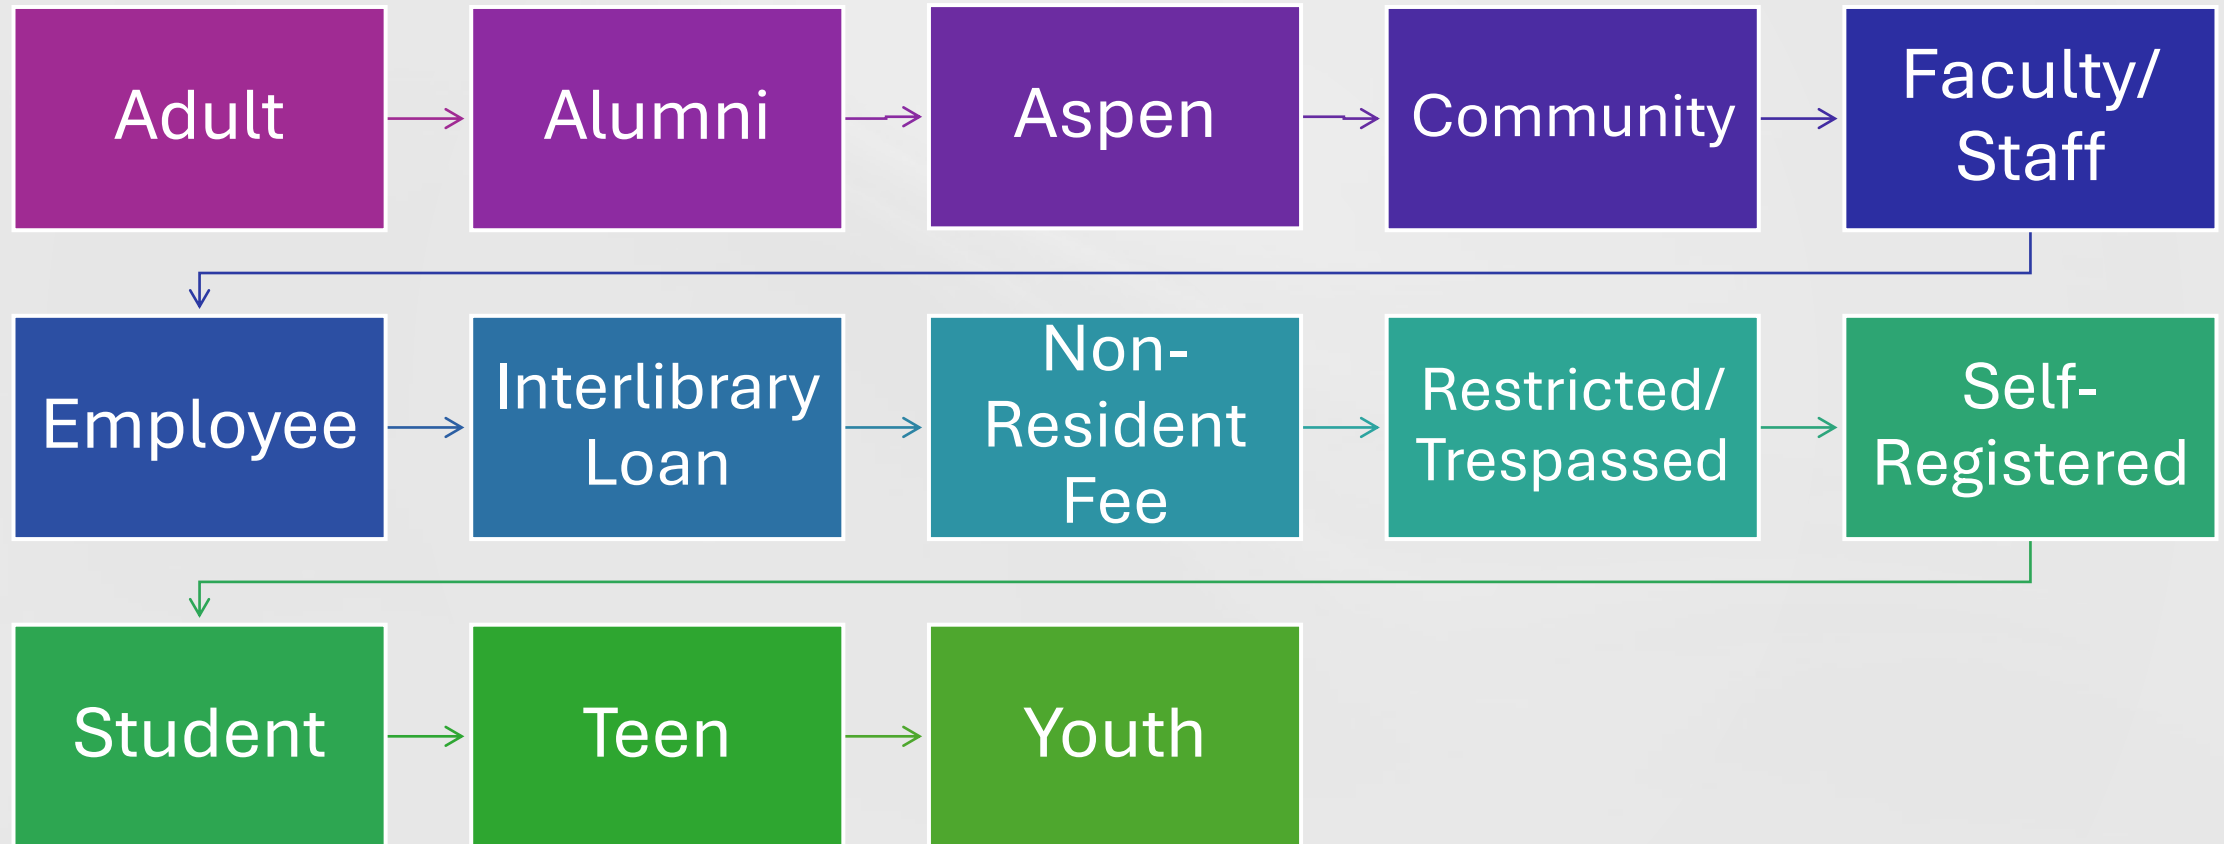 Adult
Alumni
Aspen
Community
Faculty/
Staff
Employee
Interlibrary
Loan
Non-
Resident
Fee
Restricted/
Trespassed
Self-
Registered
Student
Teen
Youth